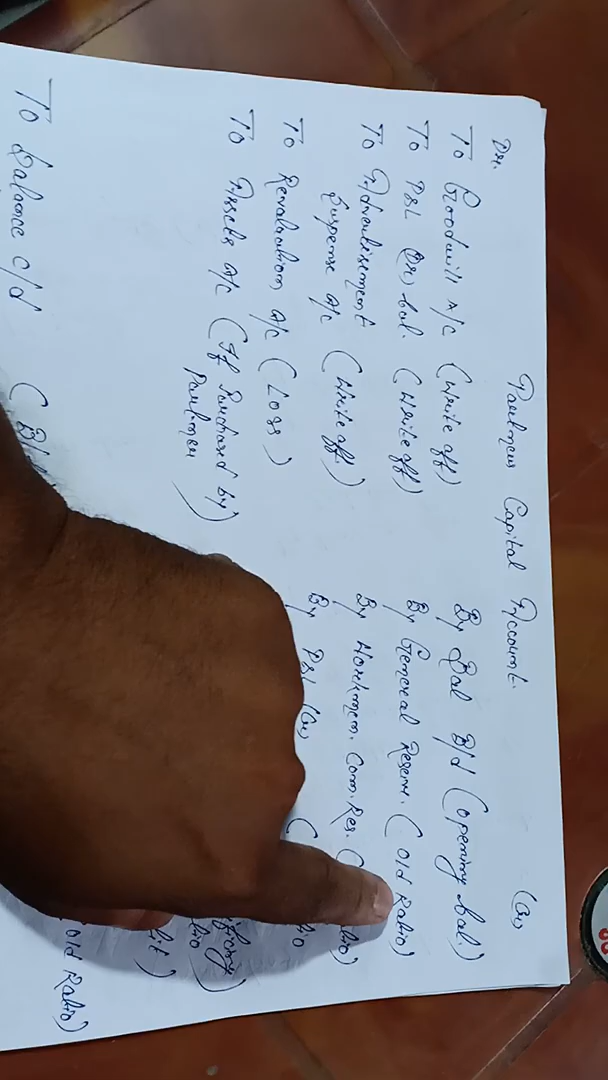 Partners Capital Account.
Dr. Cr
To Goodwill A/c (Write off)
To P&L (Dr) bal. (Write off)
To Advertisement
Suspense A/c (Write off)
To Revaluation A/c (Loss)
To Assets A/c (If Purchased by
Partner)
To Balance c/d
By Bal B/d (opening bal.)
By General Reserv. (Old Ratio)
By Workmen. Com. Res. (
By P&L (Cr)
Old Ratio)